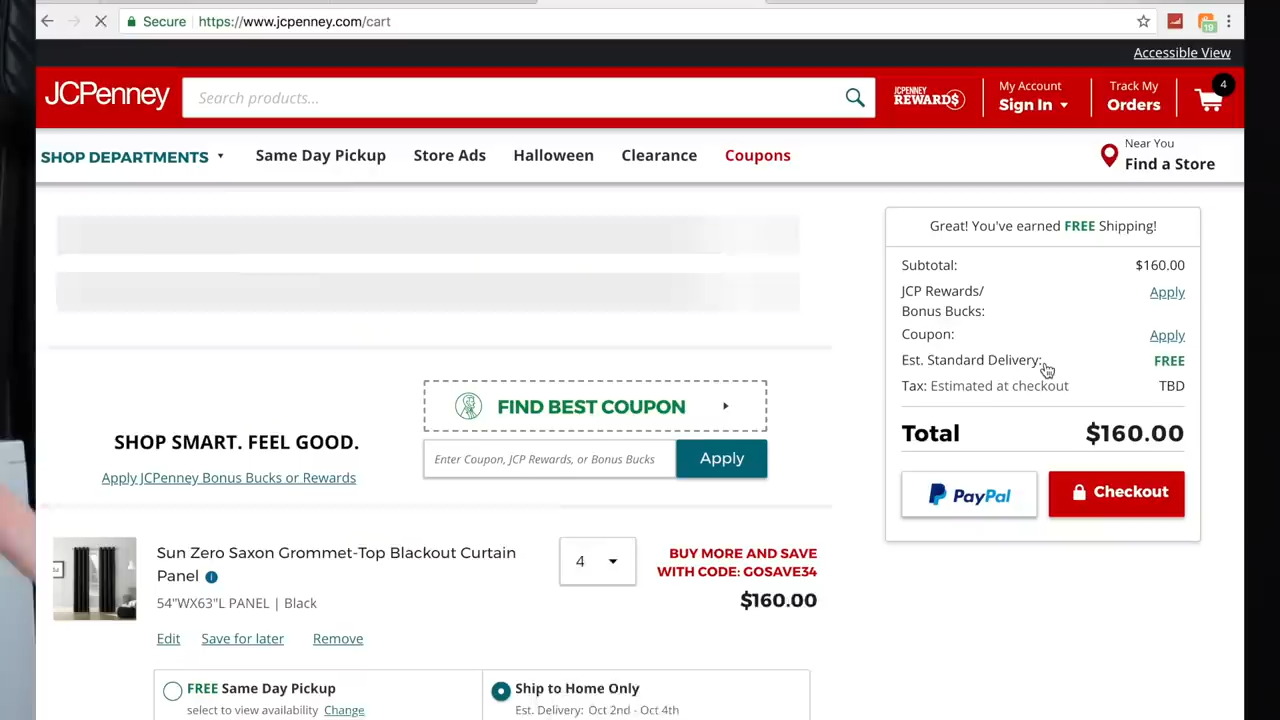 Secure https://www.jcpenney.com/cart
19
Accessible View
JCPenney
Search products...
JCPENNEY
REWARD$
My Account
Sign In
Track My
Orders
4
SHOP DEPARTMENTS
Same Day Pickup
Store Ads
Halloween
Clearance
Coupons
Near You
Find a Store
Great! You've earned FREE Shipping!
Subtotal: $160.00
JCP Rewards/ Apply
Bonus Bucks:
Coupon: Apply
Est. Standard Delivery: FREE
Tax: Estimated at checkout TBD
Total $160.00
PayPal
Checkout
FIND BEST COUPON
SHOP SMART. FEEL GOOD.
Enter Coupon, JCP Rewards, or Bonus Bucks
Apply
Apply JCPenney Bonus Bucks or Rewards
Sun Zero Saxon Grommet-Top Blackout Curtain
Panel i
54"WX63"L PANEL | Black
4
BUY MORE AND SAVE
WITH CODE: GOSAVE34
$160.00
Edit Save for later Remove
FREE Same Day Pickup
select to view availability Change
Ship to Home Only
Est. Delivery: Oct 2nd - Oct 4th